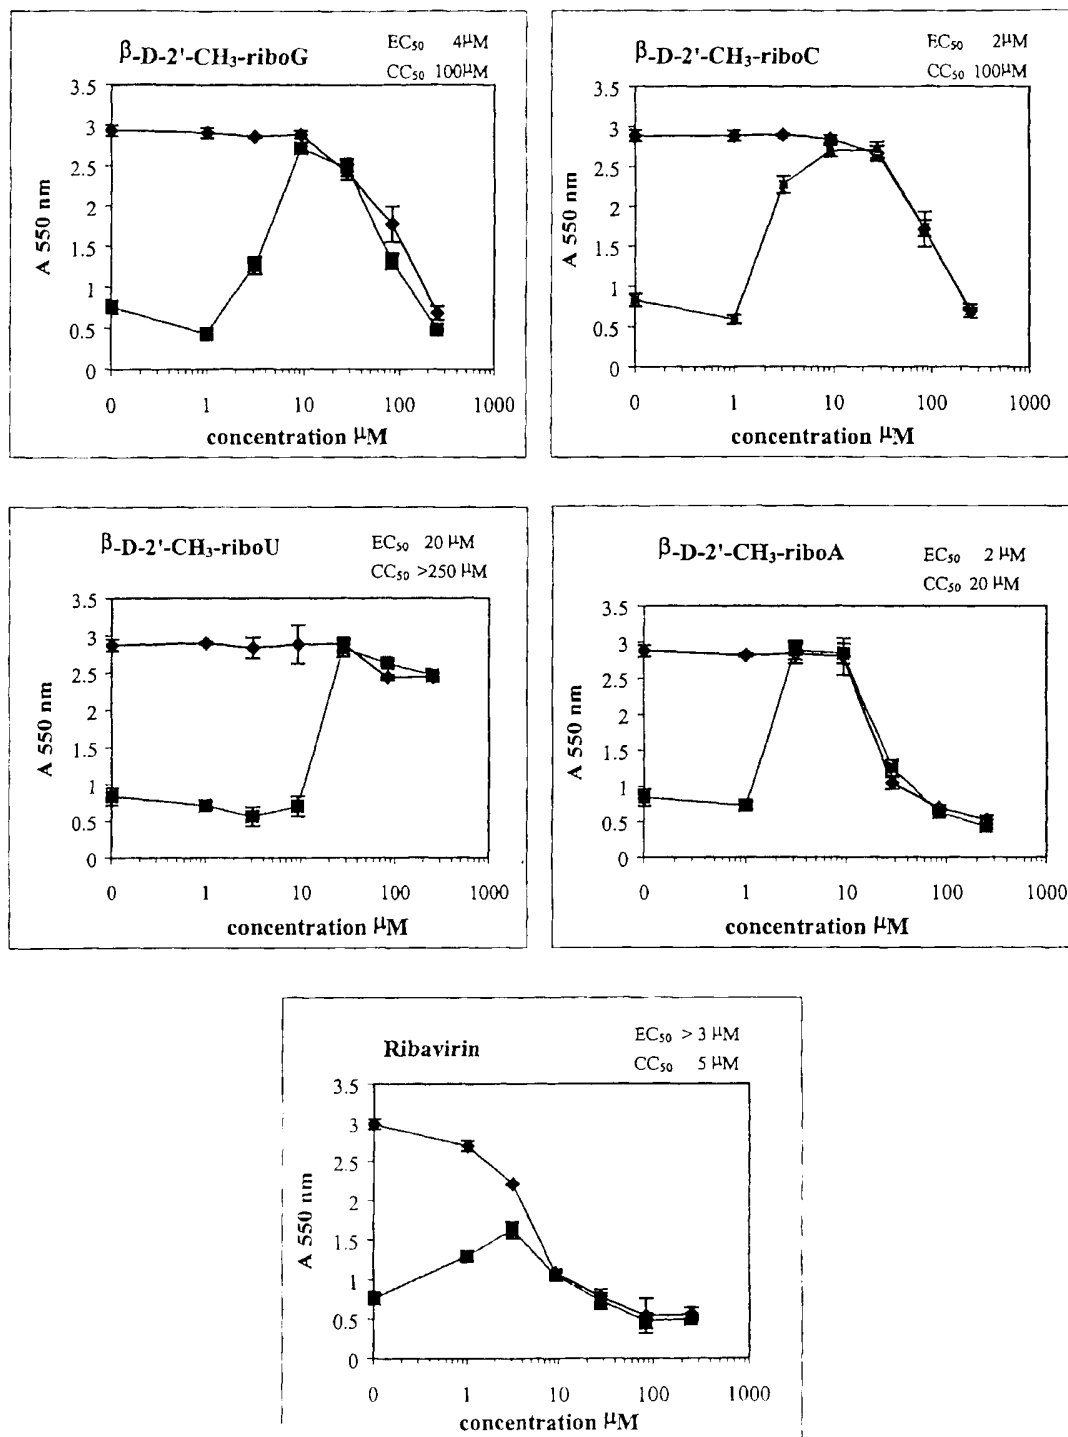 β-D-2'-CH₃-riboG
EC₅₀ 4μM
CC₅₀ 100μM
3.5
3
2.5
2
1.5
1
0.5
0
A 550 nm
0 1 10 100 1000
concentration μM
β-D-2'-CH₃-riboC
EC₅₀ 2μM
CC₅₀ 100μM
3.5
3
2.5
2
1.5
1
0.5
0
A 550 nm
0 1 10 100 1000
concentration μM
β-D-2'-CH₃-riboU
EC₅₀ 20 μM
CC₅₀ >250 μM
3.5
3
2.5
2
1.5
1
0.5
0
A 550 nm
0 1 10 100 1000
concentration μM
β-D-2'-CH₃-riboA
EC₅₀ 2 μM
CC₅₀ 20 μM
3.5
3
2.5
2
1.5
1
0.5
0
A 550 nm
0 1 10 100 1000
concentration μM
Ribavirin
EC₅₀ > 3 μM
CC₅₀ 5 μM
3.5
3
2.5
2
1.5
1
0.5
0
A 550 nm
0 1 10 100 1000
concentration μM